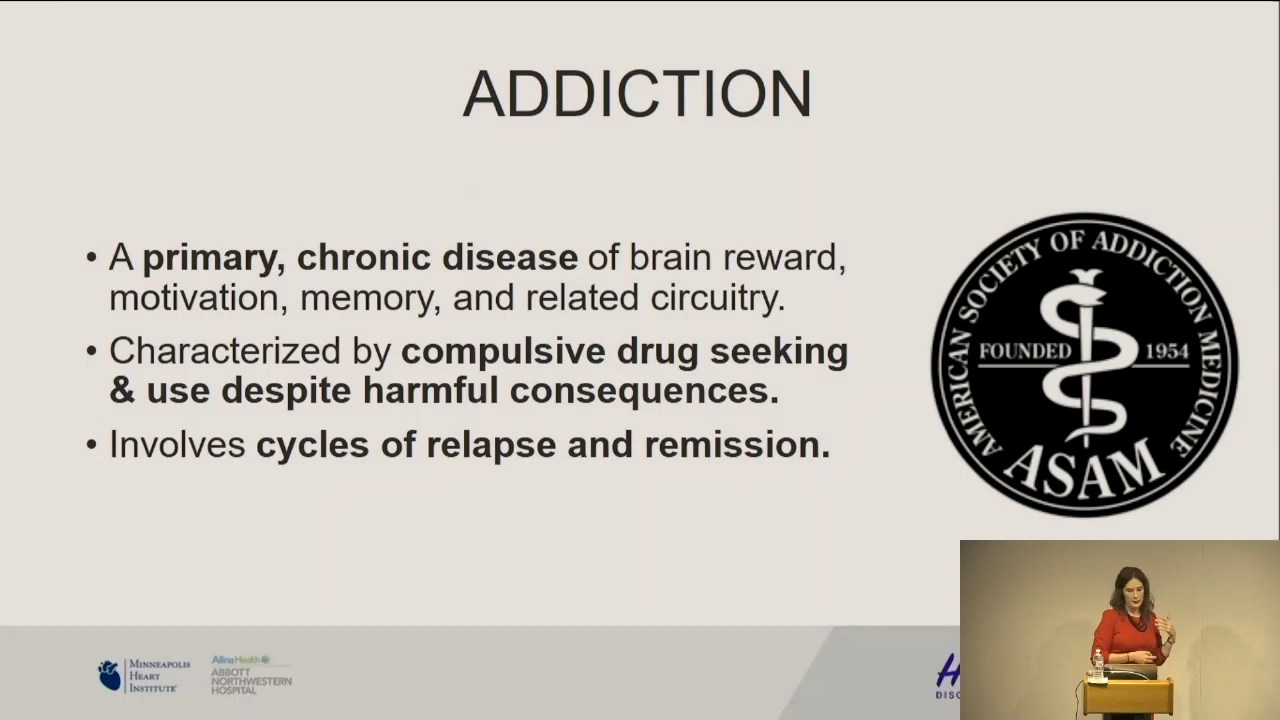 ADDICTION
• A primary, chronic disease of brain reward,
motivation, memory, and related circuitry.
• Characterized by compulsive drug seeking
& use despite harmful consequences.
• Involves cycles of relapse and remission.
AMERICAN SOCIETY OF ADDICTION MEDICINE
FOUNDED 1954
ASAM
MINNEAPOLIS
HEART
INSTITUTE
Allina Health
ABBOTT
NORTHWESTERN
HOSPITAL
H
DISC